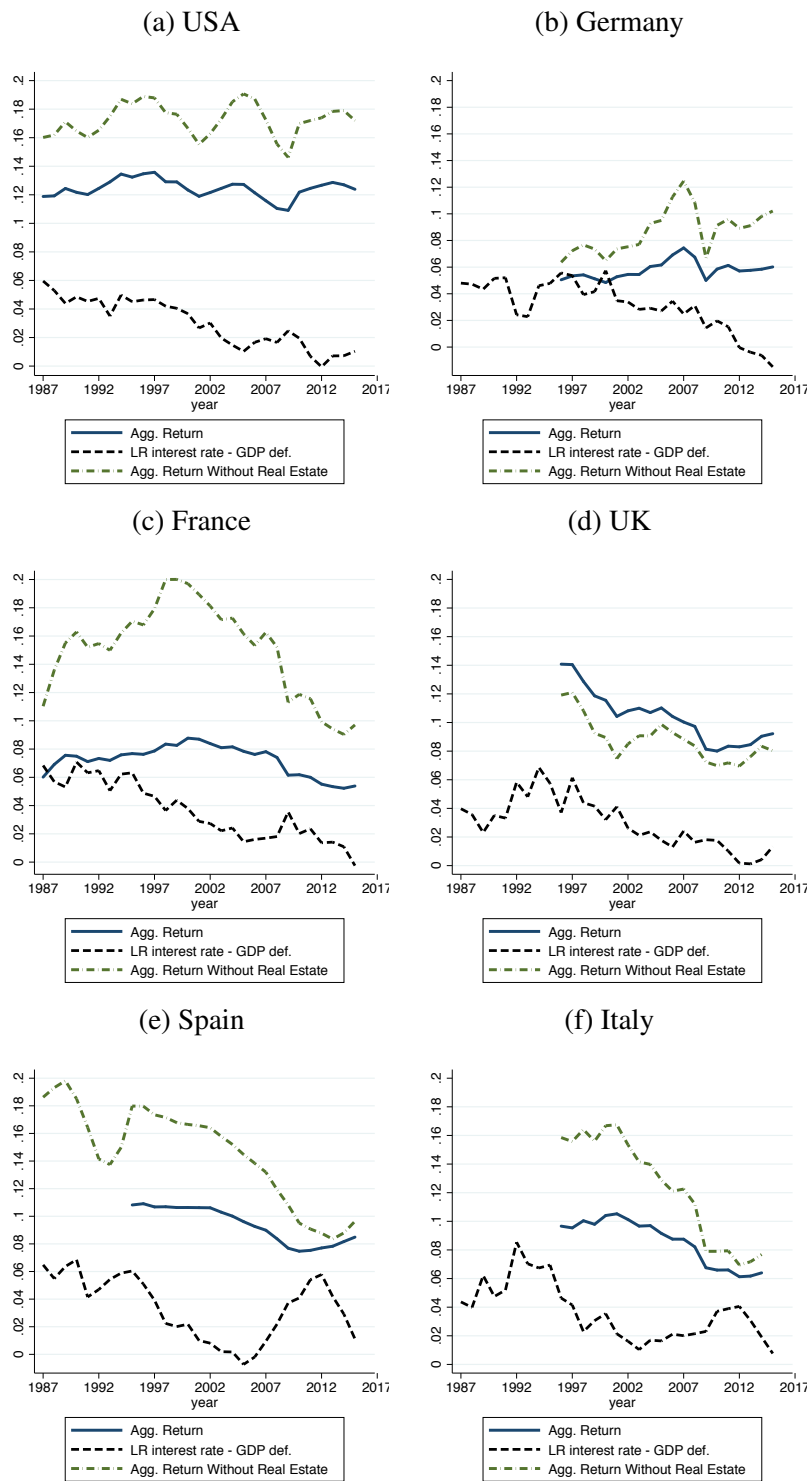 (a) USA
.2
.18
.16
.14
.12
.1
.08
.06
.04
.02
0
1987 1992 1997 2002 2007 2012 2017
year
Agg. Return
LR interest rate - GDP def.
Agg. Return Without Real Estate
(b) Germany
.2
.18
.16
.14
.12
.1
.08
.06
.04
.02
0
1987 1992 1997 2002 2007 2012 2017
year
Agg. Return
LR interest rate - GDP def.
Agg. Return Without Real Estate
(c) France
.2
.18
.16
.14
.12
.1
.08
.06
.04
.02
0
1987 1992 1997 2002 2007 2012 2017
year
Agg. Return
LR interest rate - GDP def.
Agg. Return Without Real Estate
(d) UK
.2
.18
.16
.14
.12
.1
.08
.06
.04
.02
0
1987 1992 1997 2002 2007 2012 2017
year
Agg. Return
LR interest rate - GDP def.
Agg. Return Without Real Estate
(e) Spain
.2
.18
.16
.14
.12
.1
.08
.06
.04
.02
0
1987 1992 1997 2002 2007 2012 2017
year
Agg. Return
LR interest rate - GDP def.
Agg. Return Without Real Estate
(f) Italy
.2
.18
.16
.14
.12
.1
.08
.06
.04
.02
0
1987 1992 1997 2002 2007 2012 2017
year
Agg. Return
LR interest rate - GDP def.
Agg. Return Without Real Estate